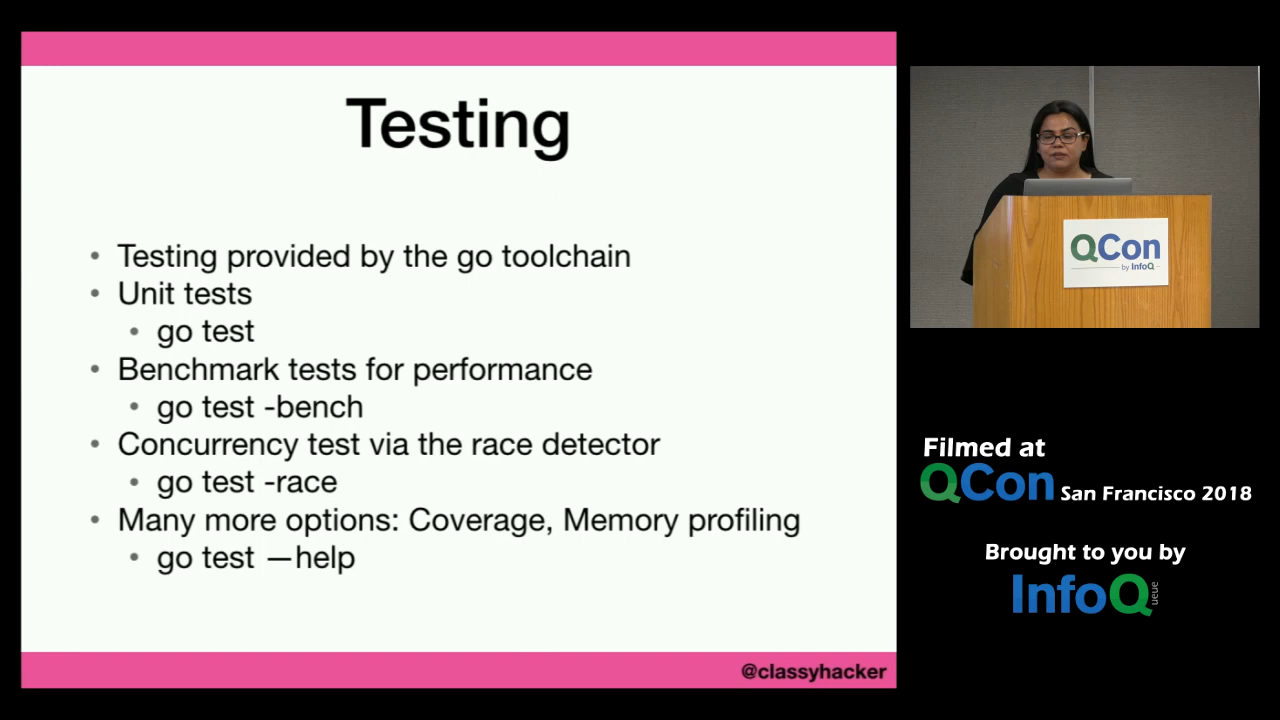 Testing
• Testing provided by the go toolchain
• Unit tests
• go test
• Benchmark tests for performance
• go test -bench
• Concurrency test via the race detector
• go test -race
• Many more options: Coverage, Memory profiling
• go test —help
@classyhacker
QCon
by InfoQ
Filmed at
QCon San Francisco 2018
Brought to you by
InfoQ
ueue